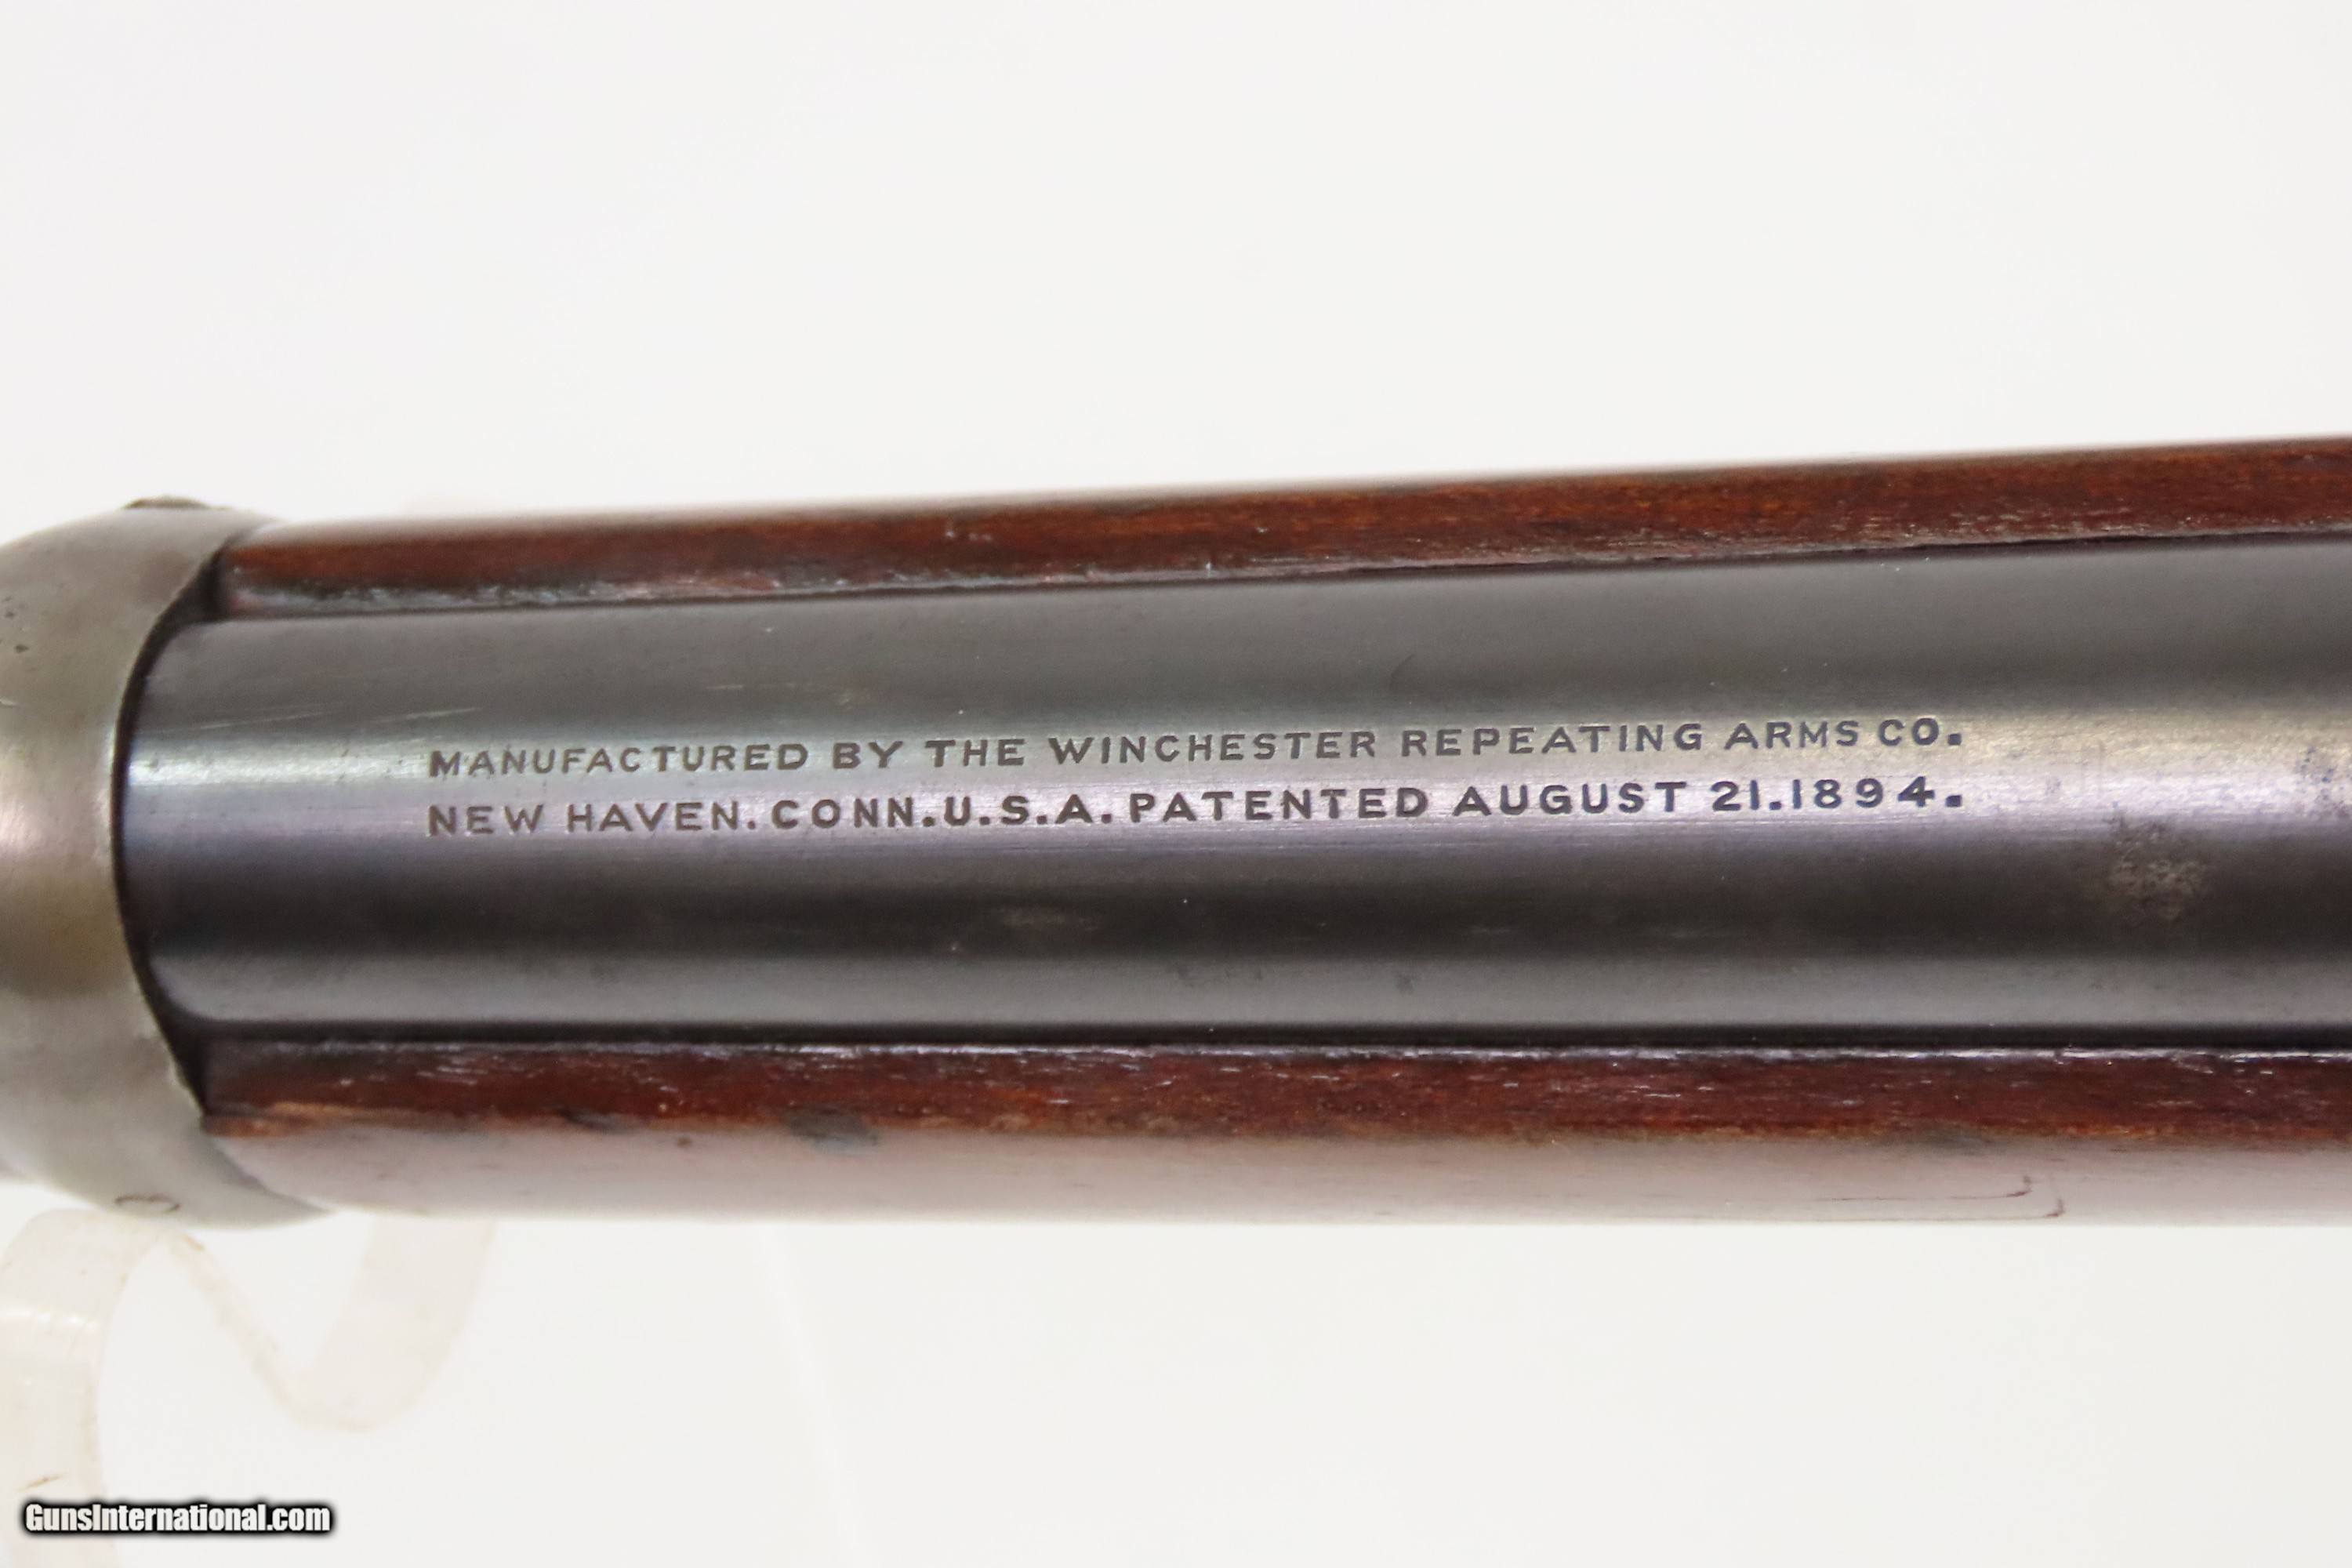 MANUFACTURED BY THE WINCHESTER REPEATING ARMS CO.
NEW HAVEN. CONN. U.S.A. PATENTED AUGUST 21. 1894.
GunsInternational.com